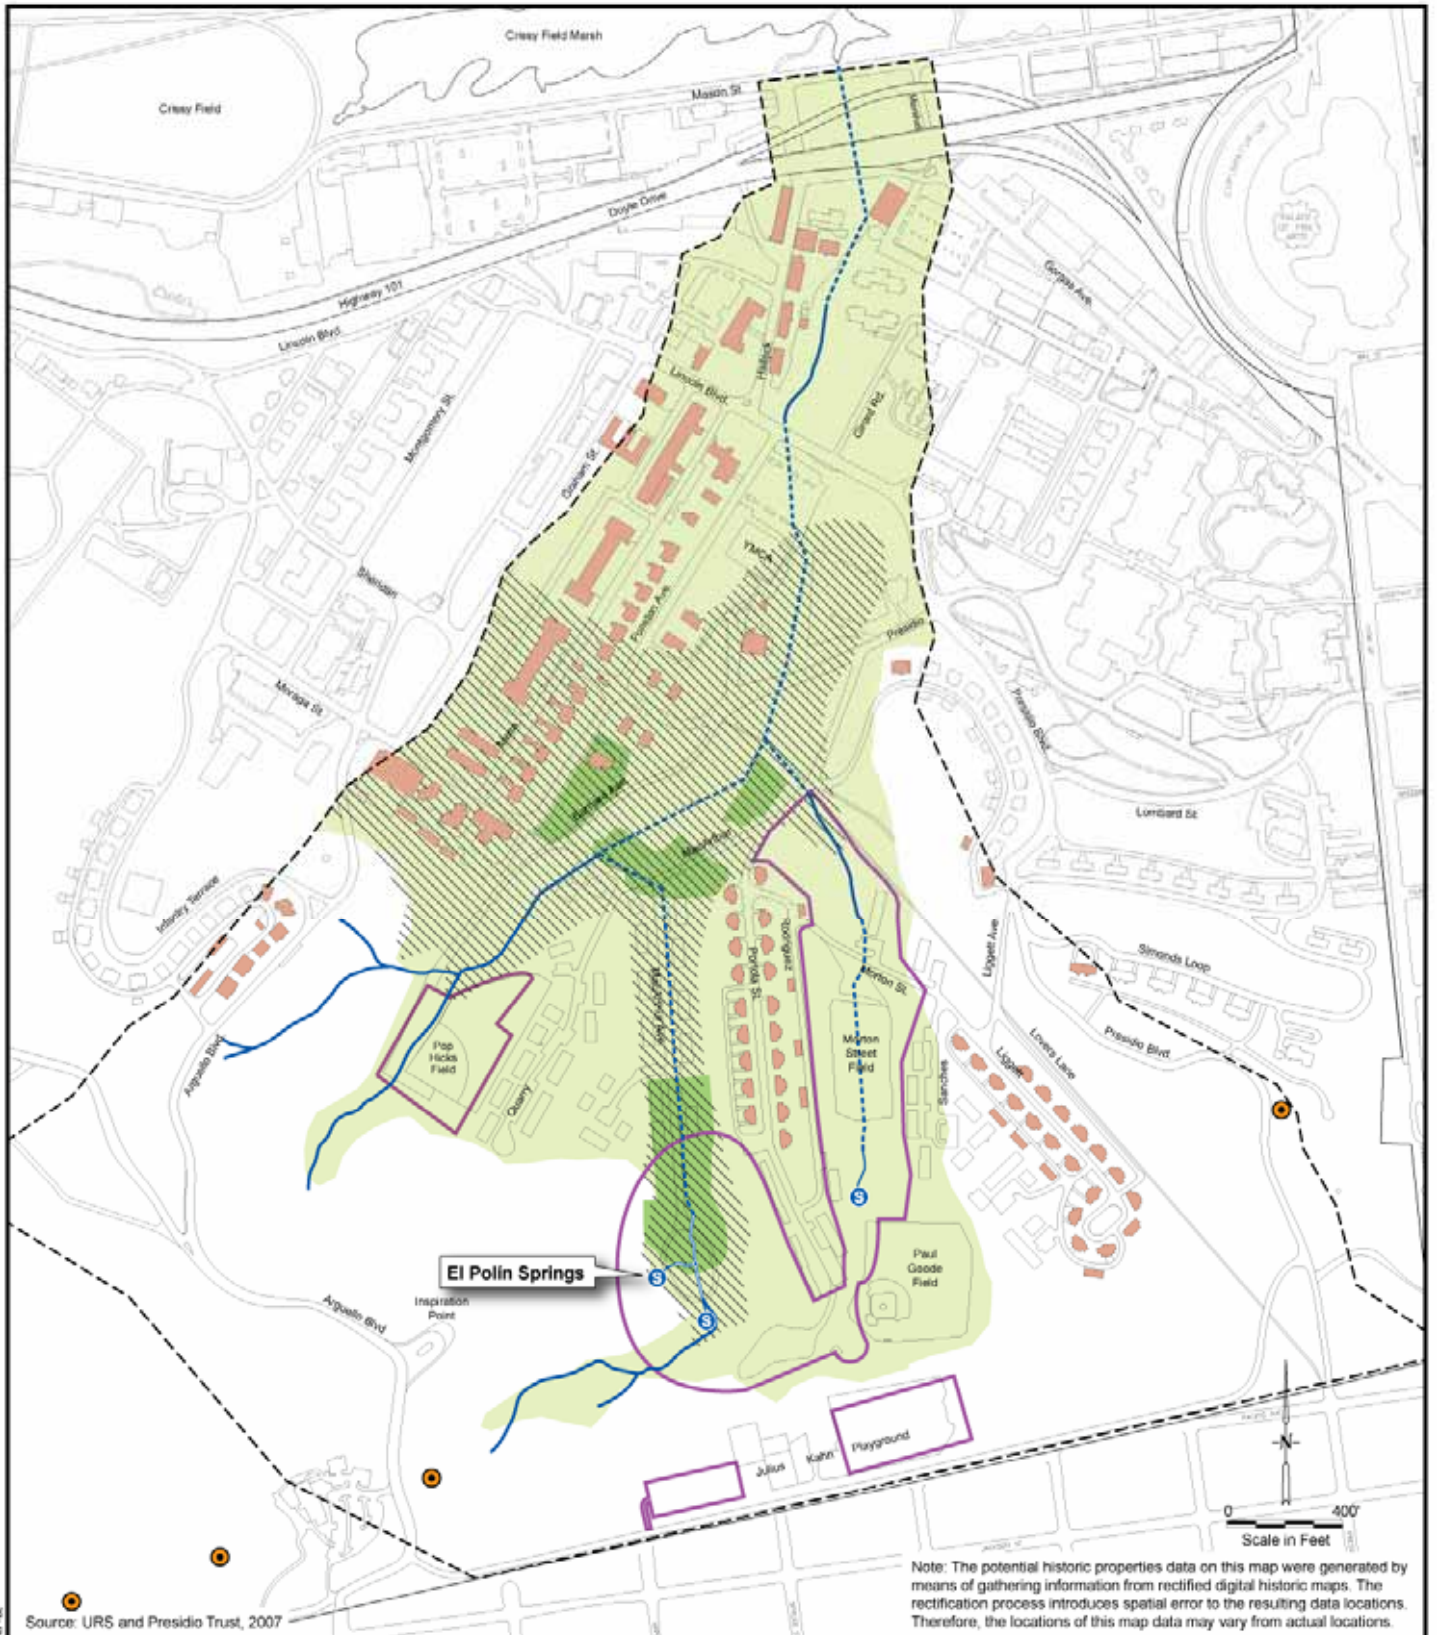 Crissy Field Marsh
Crissy Field
Mason St.
Marshall
Doyle Drive
PALACE
OF FINE
ARTS
Highway 101
Gorgas Ave.
Lincoln Blvd.
Halleck
Lincoln Blvd.
Girard Rd.
Montgomery St.
Graham St.
YMCA
Sheridan
Funston Ave.
Presidio
Moraga St.
Presidio Blvd.
Lombard St.
MacArthur
Infantry Terrace
Rodriguez
Portola St.
Liggett Ave
Simonds Loop
Morton St.
Arguello Blvd.
Pop
Hicks
Field
Morton
Street
Field
Lovers Lane
Presidio Blvd.
Liggett
Sanches
Quarry
S
El Polín Springs
S
S
Paul
Goode
Field
Inspiration
Point
Arguello Blvd
Julius Kahn Playground
N
0 400'
Scale in Feet
Note: The potential historic properties data on this map were generated by
means of gathering information from rectified digital historic maps. The
rectification process introduces spatial error to the resulting data locations.
Therefore, the locations of this map data may vary from actual locations.
Source: URS and Presidio Trust, 2007